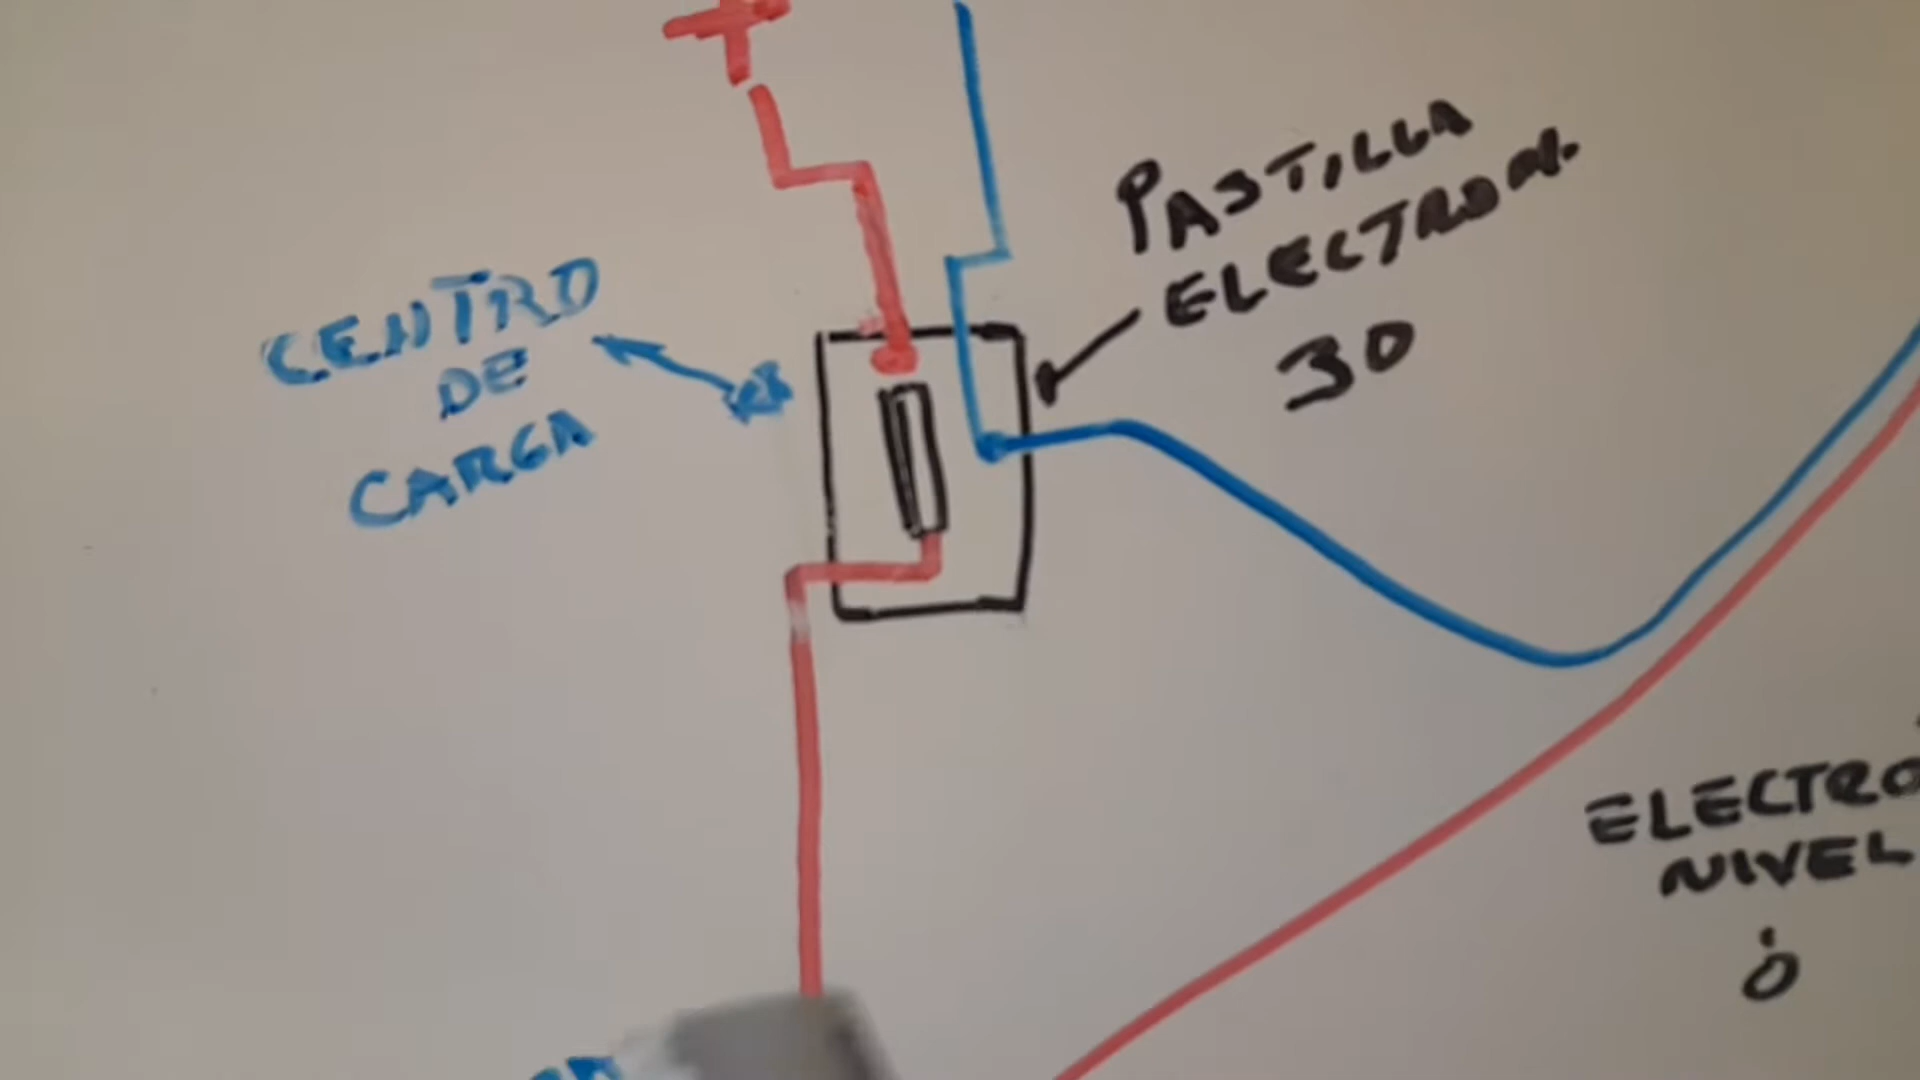 +
CENTRO
DE
CARGA
PASTILLA
ELECTROM.
30
ELECTRO
NIVEL
Ó